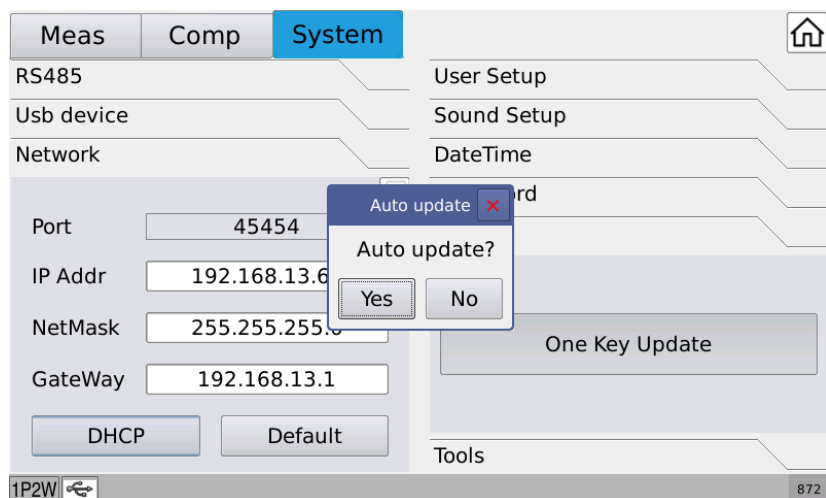 Meas Comp System
RS485
Usb device
Network
Port 45454
IP Addr 192.168.13.6
NetMask 255.255.255.0
GateWay 192.168.13.1
DHCP Default
User Setup
Sound Setup
DateTime
rd
Auto update
Auto update?
Yes No
One Key Update
Tools
1P2W
872